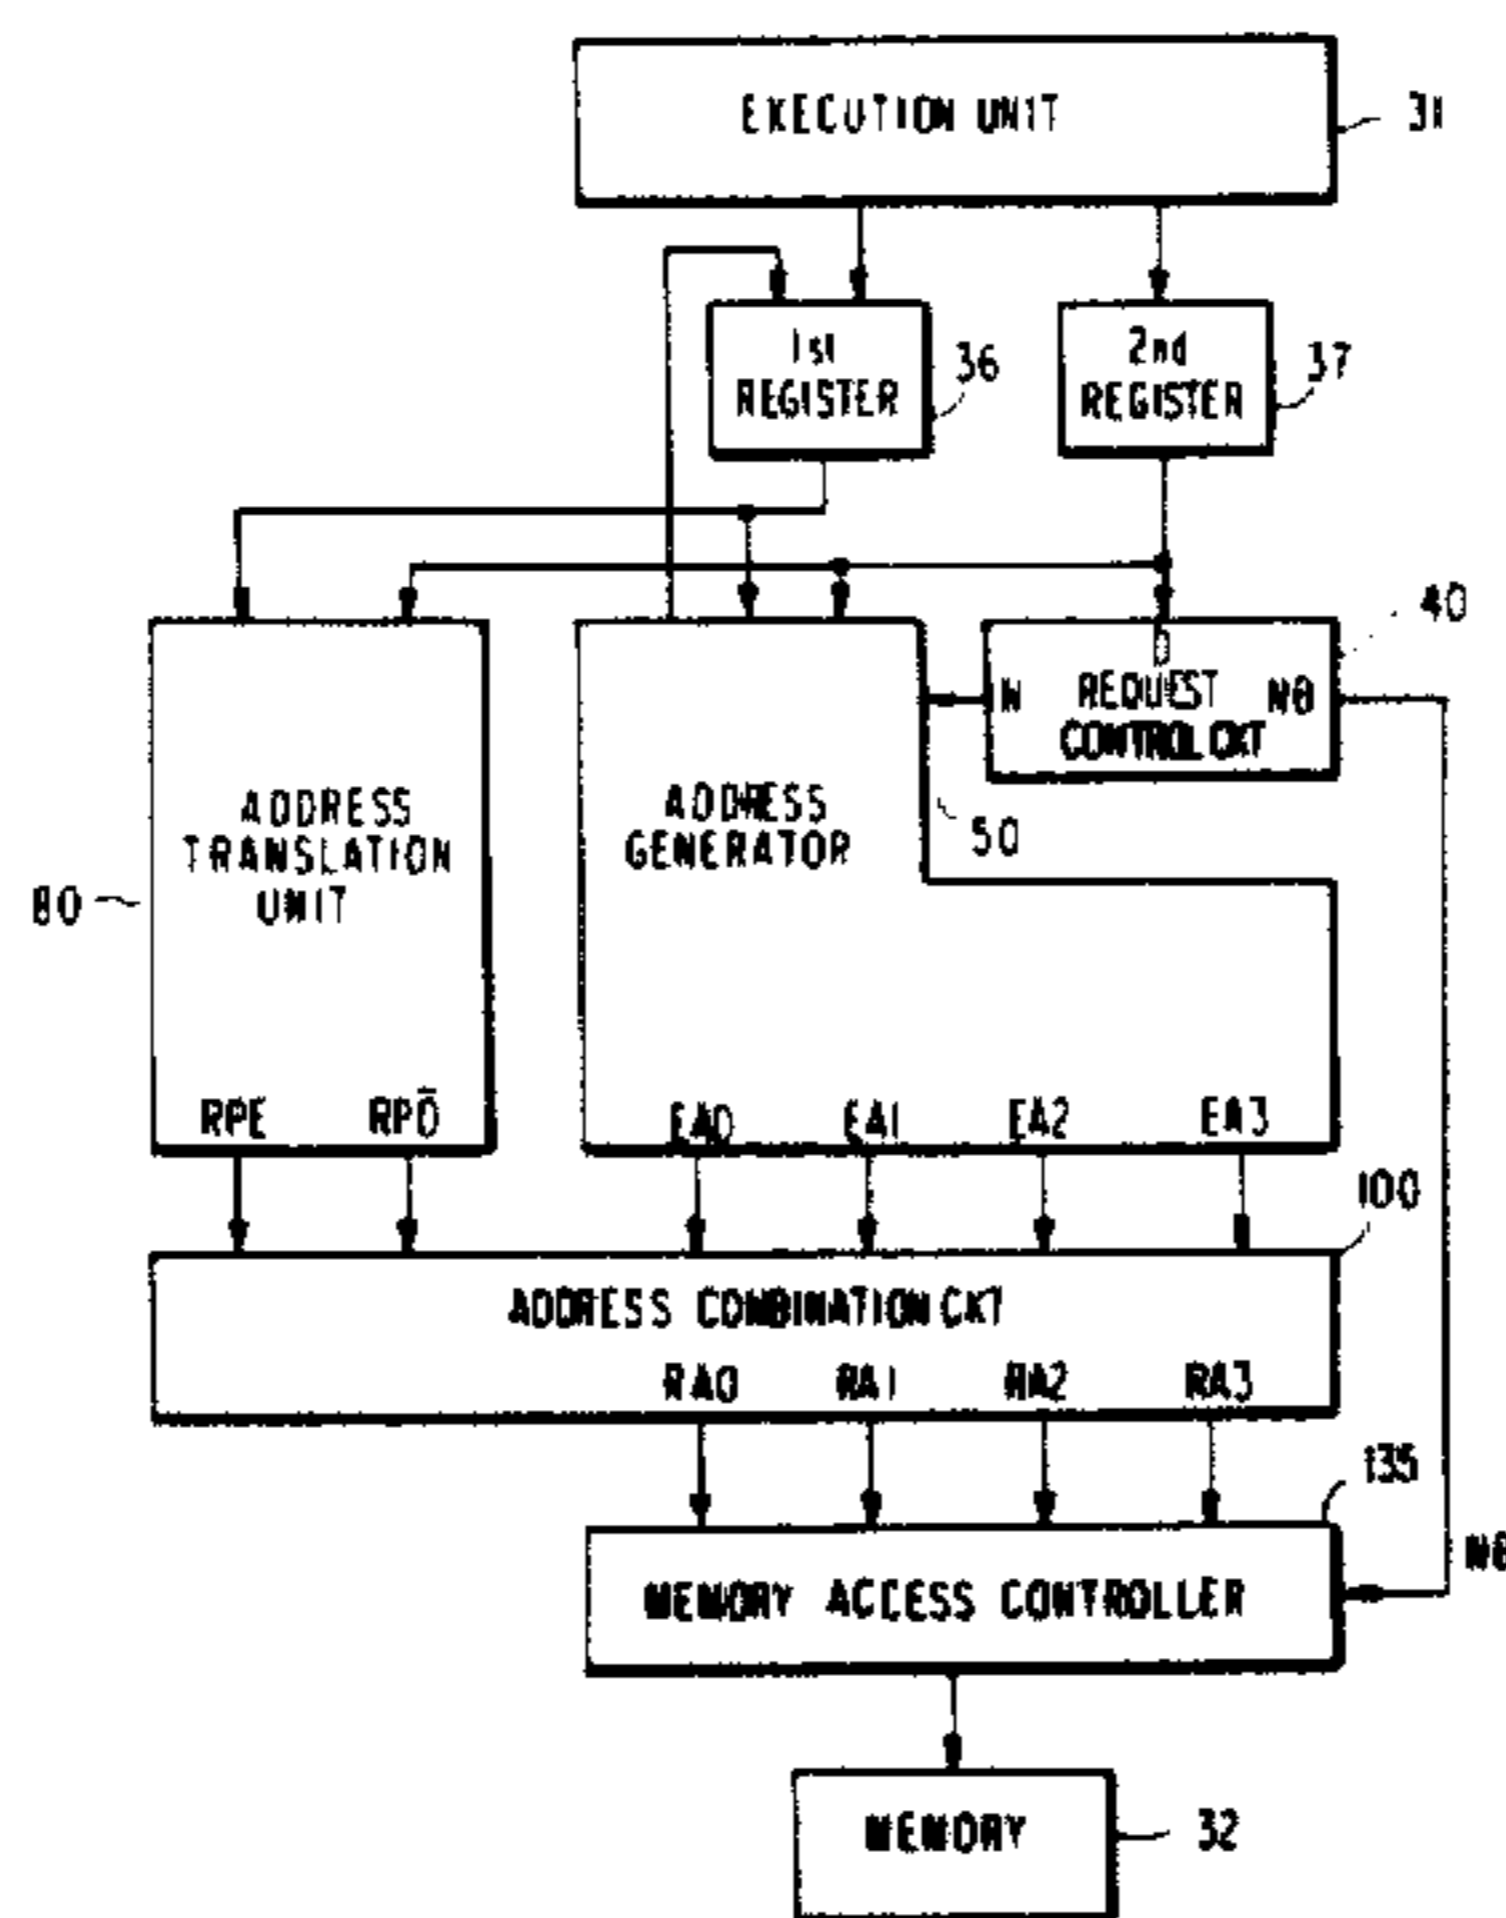 EXECUTION UNIT
31
1st
REGISTER
36
2nd
REGISTER
37
40
D
IN
REQUEST
CONTROL CKT
ADDRESS
TRANSLATION
UNIT
80
ADDRESS
GENERATOR
50
RPE
RPŌ
EA0
EA1
EA2
EA3
100
ADDRESS COMBINATION CKT
RA0
RA1
RA2
RA3
135
MEMORY ACCESS CONTROLLER
MEMORY
32